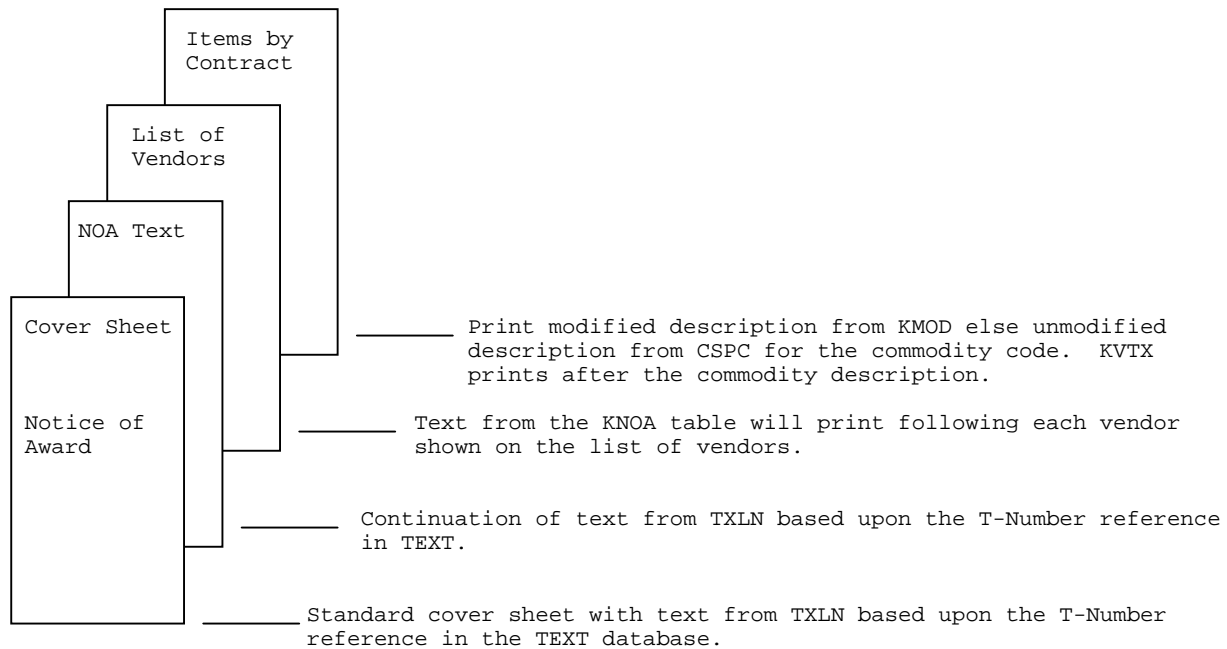 Items by
Contract
List of
Vendors
NOA Text
Cover Sheet
Notice of
Award
Print modified description from KMOD else unmodified
description from CSPC for the commodity code.  KVTX
prints after the commodity description.
Text from the KNOA table will print following each vendor
shown on the list of vendors.
Continuation of text from TXLN based upon the T-Number reference
in TEXT.
Standard cover sheet with text from TXLN based upon the T-Number
reference in the TEXT database.